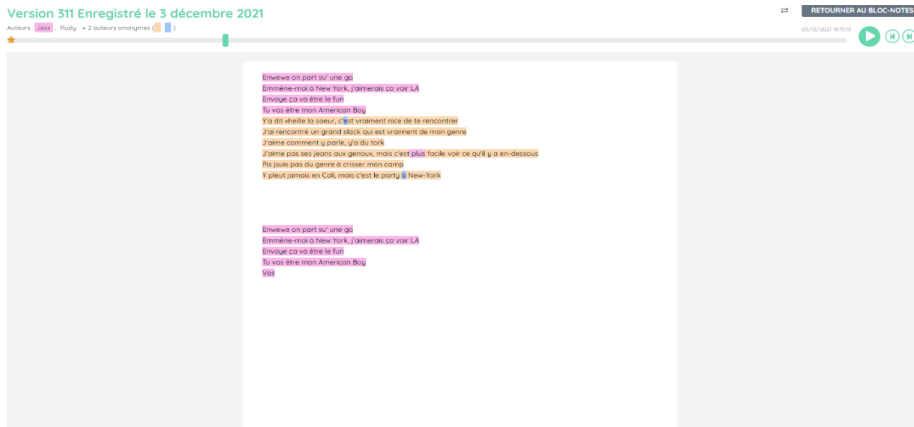 Version 311 Enregistré le 3 décembre 2021
RETOURNER AU BLOC-NOTES
Auteurs : Jess , Rudy + 2 auteurs anonymes ( )
03/12/2021
Enwewe on part su' une go
Emmène-moi à New York, j'aimerais ça voir LA
Envoye ça va être le fun
Tu vas être mon American Boy
Y'a dit «heille la soeur, c'est vraiment nice de te rencontrer
J'ai rencontré un grand slack qui est vraiment de mon genre
J'aime comment y parle, y'a du tork
J'aime pas ses jeans aux genoux, mais c'est plus facile voir ce qu'il y a en-dessous
Pis jsuis pas du genre à crisser mon camp
Y pleut jamais en Cali, mais c'est le party à New-York
Enwewe on part su' une go
Emmène-moi à New York, j'aimerais ça voir LA
Envoye ça va être le fun
Tu vas être mon American Boy
Vas